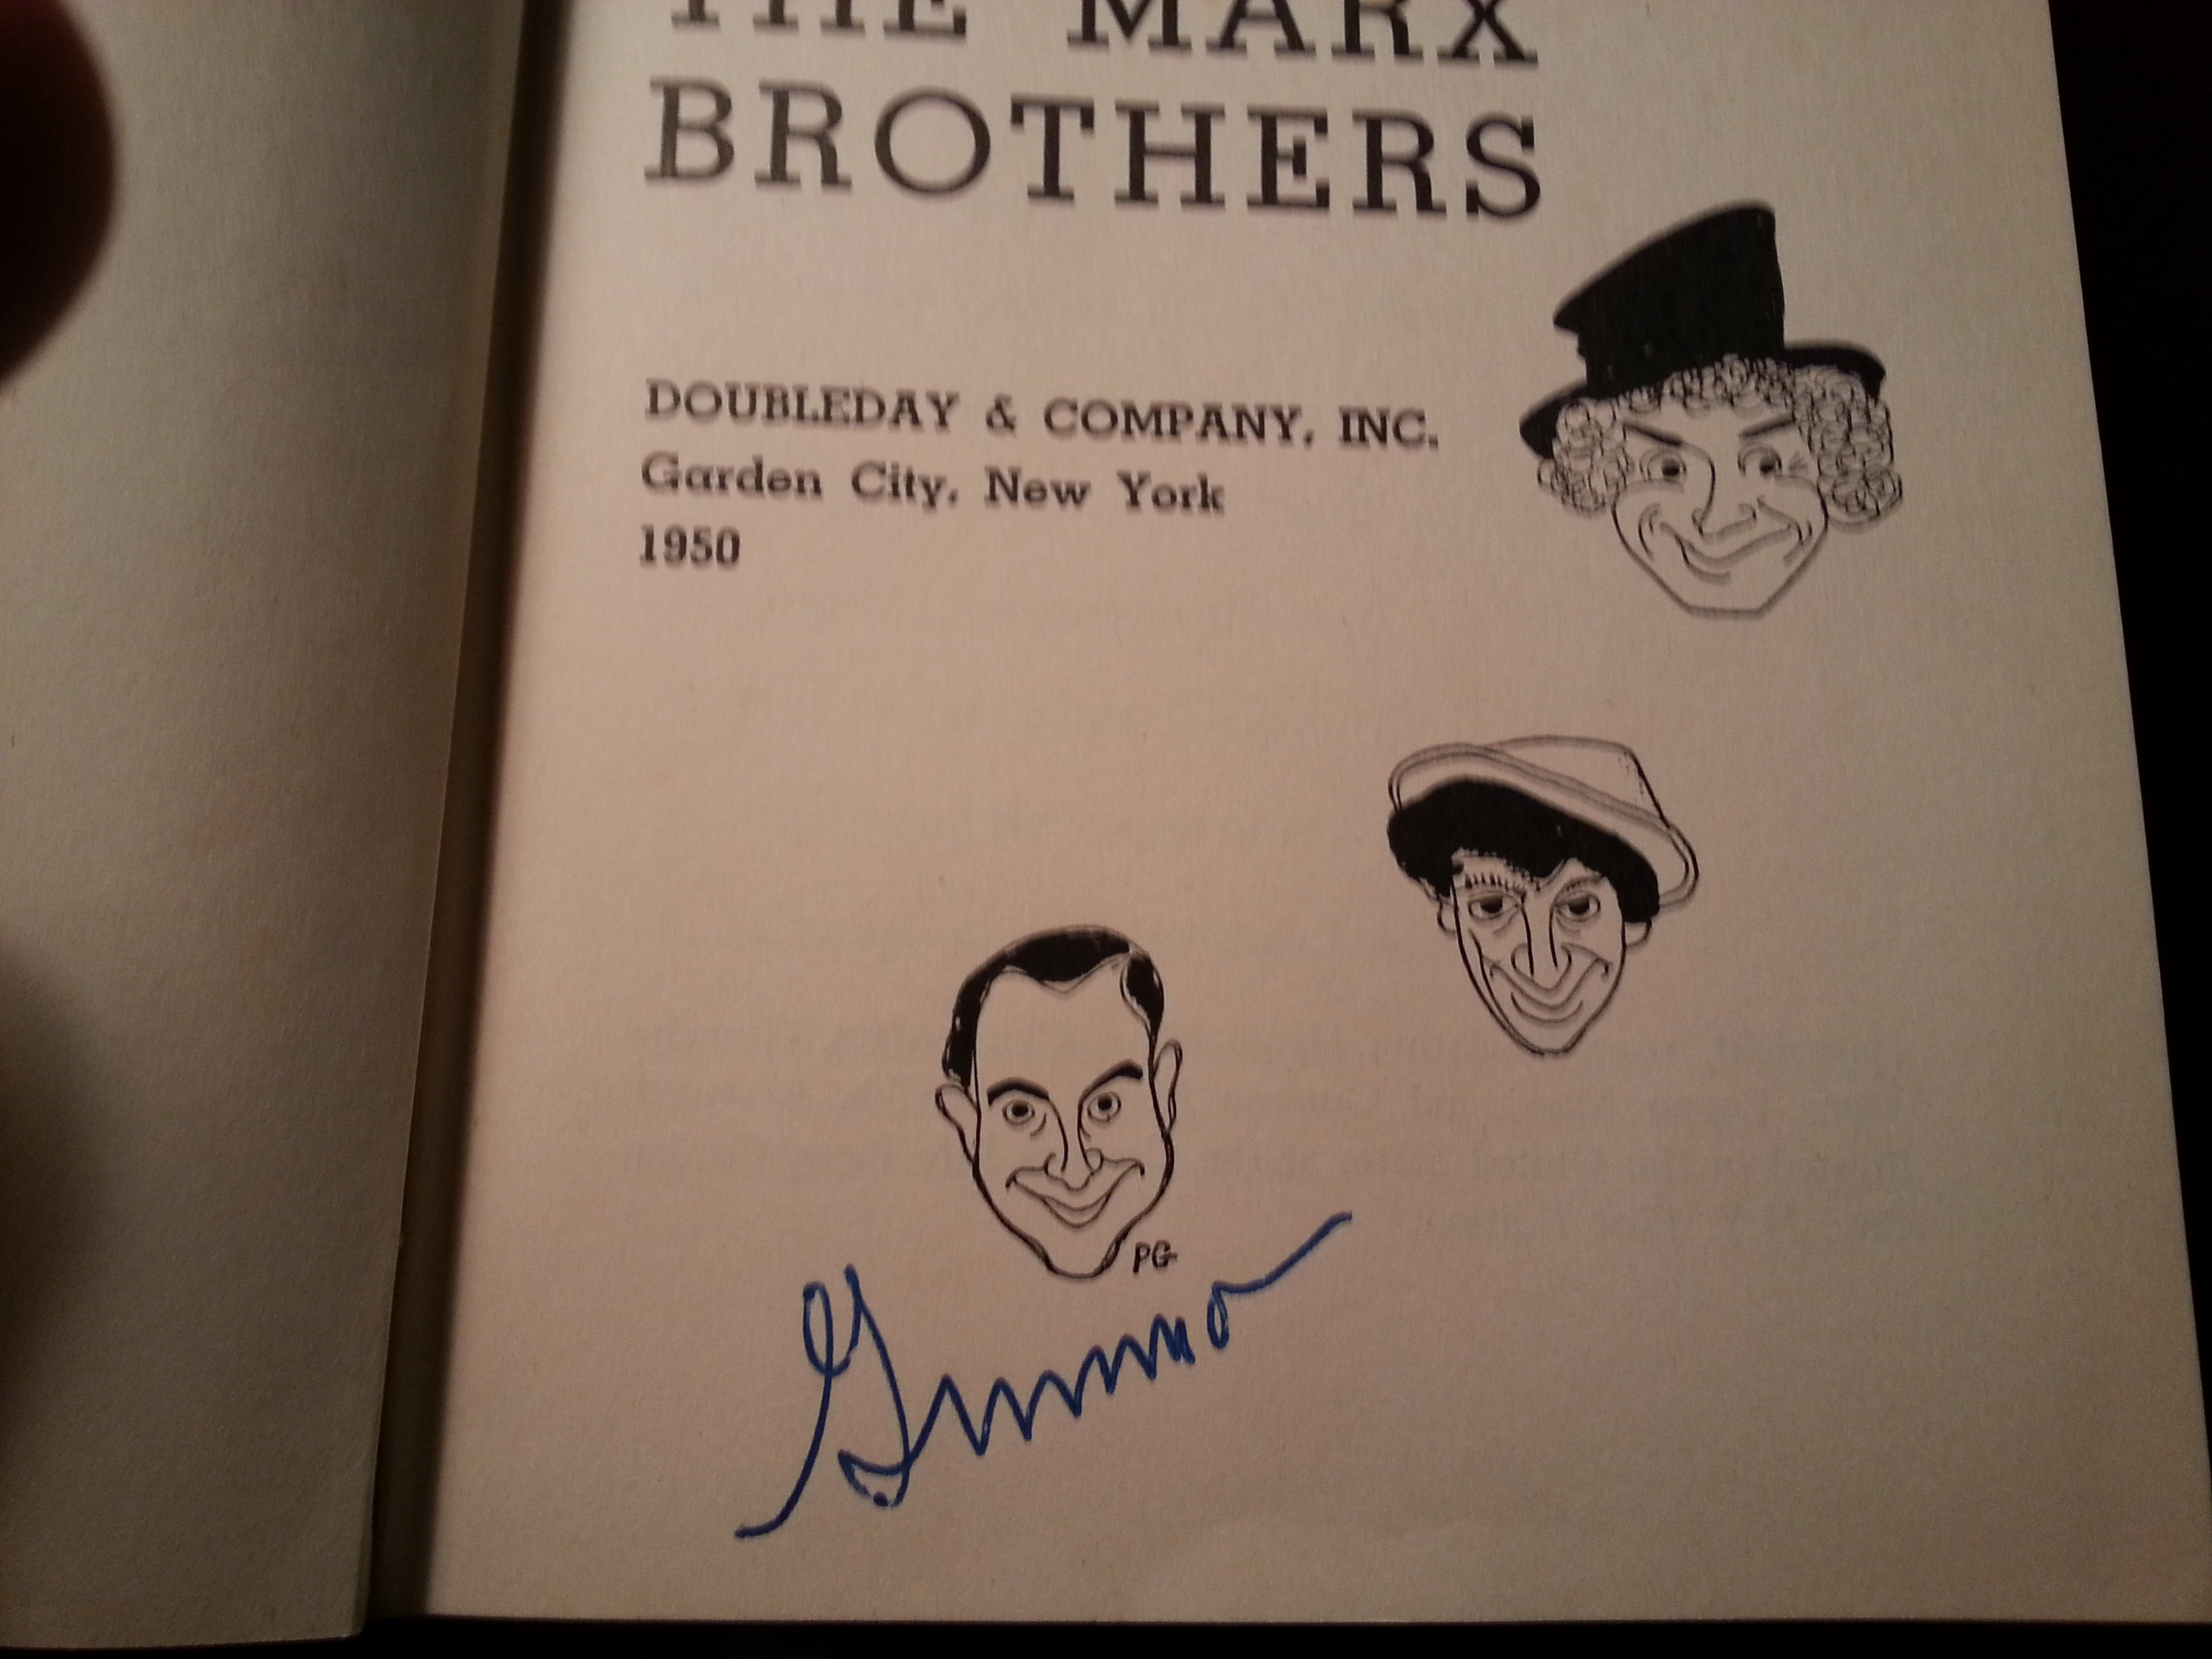 THE MARX
BROTHERS
DOUBLEDAY & COMPANY, INC.
Garden City, New York
1950
PG
Gummo